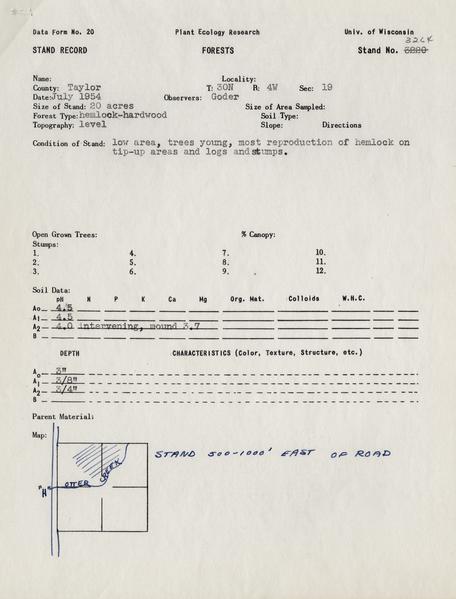 Data Form No. 20 Plant Ecology Research Univ. of Wisconsin
STAND RECORD FORESTS Stand No. 3220
Name: Locality:
County: Taylor T: 30N R: 4W Sec: 19
Date: July 1954 Observers: Goder
Size of Stand: 20 acres Size of Area Sampled:
Forest Type: hemlock-hardwood Soil Type:
Topography: level Slope: Directions
Condition of Stand: low area, trees young, most reproduction of hemlock on
tip-up areas and logs and stumps.
Open Grown Trees: % Canopy:
Stumps:
1. 4. 7. 10.
2. 5. 8. 11.
3. 6. 9. 12.
Soil Data:
pH N P K Ca Mg Org. Mat. Colloids W.H.C.
Ao 4.5
A1 4.5
A2 4.0 intervening, mound 3.7
B
DEPTH CHARACTERISTICS (Color, Texture, Structure, etc.)
Ao 3"
A1 3/8"
A2 3/4"
B
Parent Material:
Map:
STAND 500-1000' EAST OF ROAD
OTTER CREEK